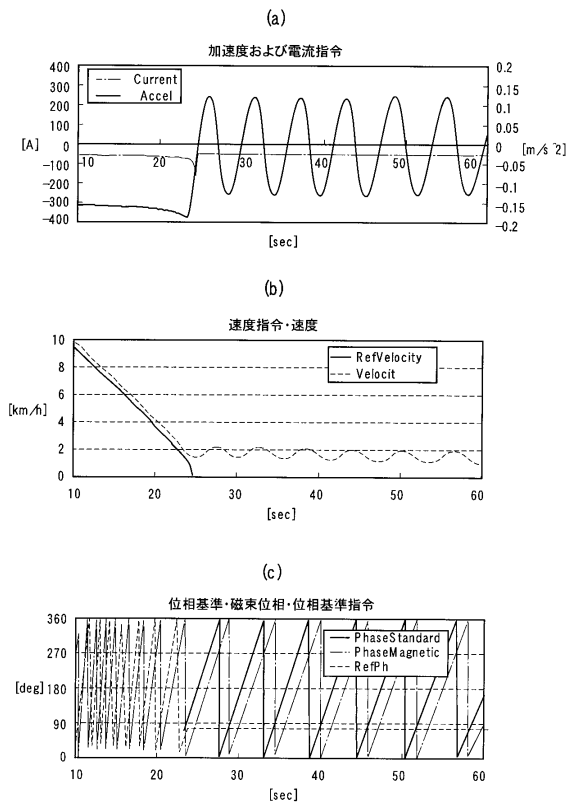 (a)
加速度および電流指令
400
300
200
100
0
-100
-200
-300
-400
[A]
Current
Accel
10
20
30
40
50
60
0.2
0.15
0.1
0.05
0
-0.05
-0.1
-0.15
-0.2
[m/s^2]
[sec]
(b)
速度指令・速度
10
8
6
4
2
0
[km/h]
RefVelocity
Velocit
10
20
30
40
50
60
[sec]
(c)
位相基準・磁束位相・位相基準指令
360
270
180
90
0
[deg]
PhaseStandard
PhaseMagnetic
RefPh
10
20
30
40
50
60
[sec]